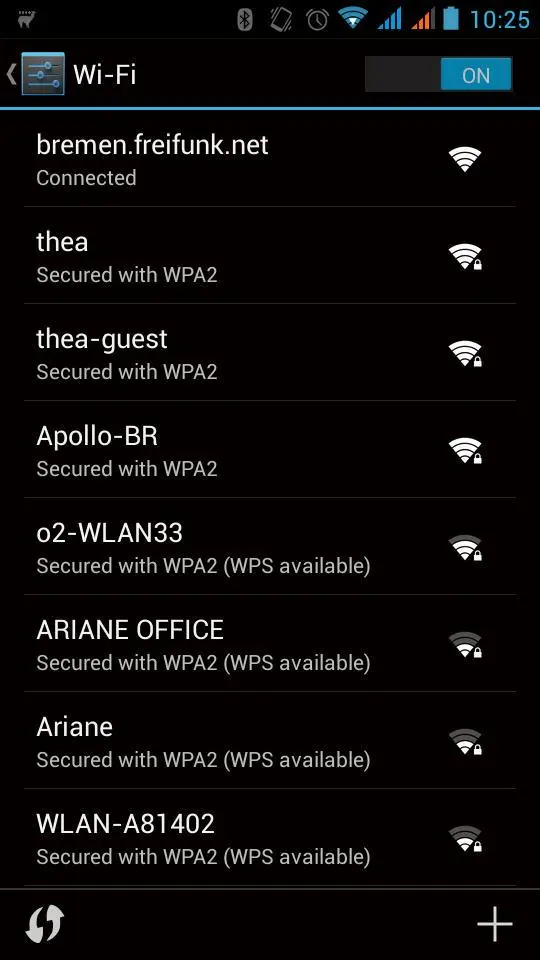 10:25
Wi-Fi
ON
bremen.freifunk.net
Connected
thea
Secured with WPA2
thea-guest
Secured with WPA2
Apollo-BR
Secured with WPA2
o2-WLAN33
Secured with WPA2 (WPS available)
ARIANE OFFICE
Secured with WPA2 (WPS available)
Ariane
Secured with WPA2 (WPS available)
WLAN-A81402
Secured with WPA2 (WPS available)